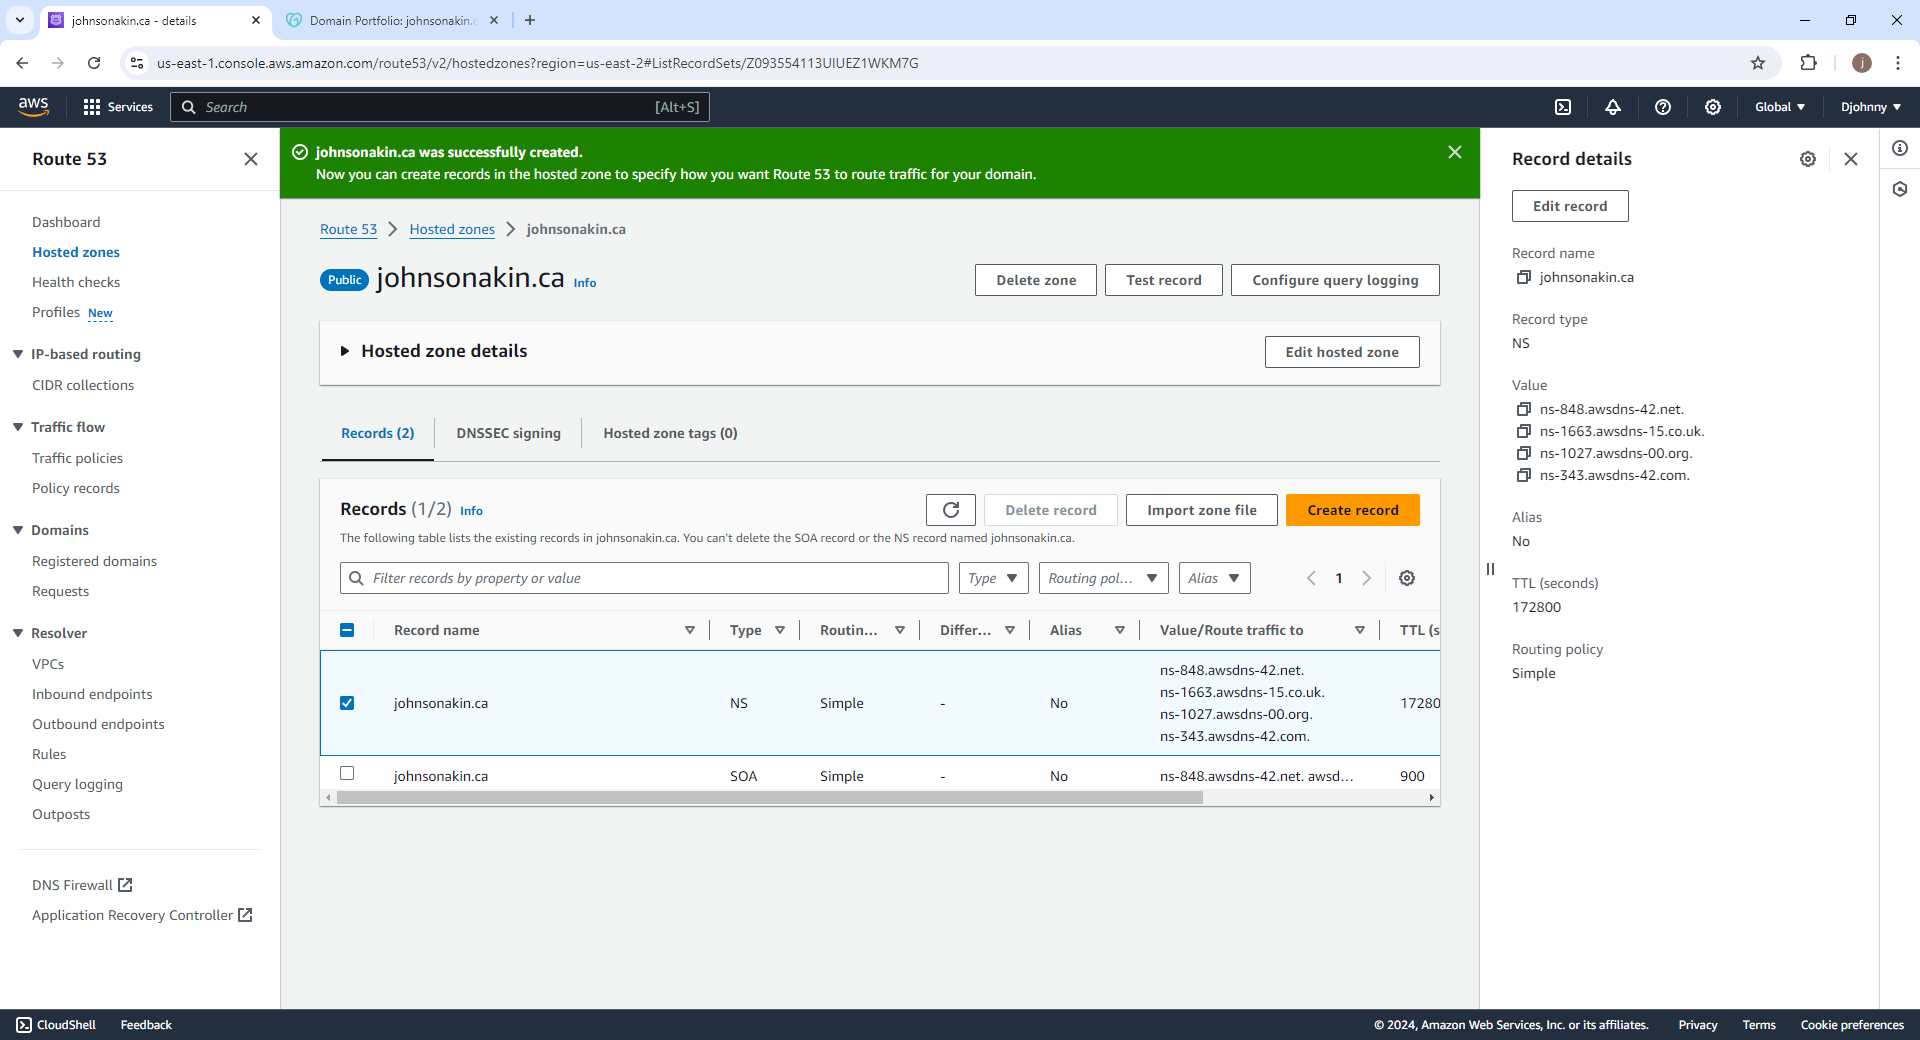 johnsonakin.ca - details
Domain Portfolio: johnsonakin.c
us-east-1.console.aws.amazon.com/route53/v2/hostedzones?region=us-east-2#ListRecordSets/Z093554113UIUEZ1WKM7G
j
aws
Services
Search
[Alt+S]
Global
Djohnny
Route 53
Dashboard
Hosted zones
Health checks
Profiles New
IP-based routing
CIDR collections
Traffic flow
Traffic policies
Policy records
Domains
Registered domains
Requests
Resolver
VPCs
Inbound endpoints
Outbound endpoints
Rules
Query logging
Outposts
DNS Firewall
Application Recovery Controller
johnsonakin.ca was successfully created.
Now you can create records in the hosted zone to specify how you want Route 53 to route traffic for your domain.
Route 53
Hosted zones
johnsonakin.ca
Public johnsonakin.ca Info
Delete zone
Test record
Configure query logging
Hosted zone details
Edit hosted zone
Records (2)
DNSSEC signing
Hosted zone tags (0)
Records (1/2) Info
Delete record
Import zone file
Create record
The following table lists the existing records in johnsonakin.ca. You can't delete the SOA record or the NS record named johnsonakin.ca.
Filter records by property or value
Type
Routing pol...
Alias
1
Record name
Type
Routin...
Differ...
Alias
Value/Route traffic to
TTL (s
johnsonakin.ca
NS
Simple
-
No
ns-848.awsdns-42.net.
ns-1663.awsdns-15.co.uk.
ns-1027.awsdns-00.org.
ns-343.awsdns-42.com.
17280
johnsonakin.ca
SOA
Simple
-
No
ns-848.awsdns-42.net. awsd...
900
Record details
Edit record
Record name
johnsonakin.ca
Record type
NS
Value
ns-848.awsdns-42.net.
ns-1663.awsdns-15.co.uk.
ns-1027.awsdns-00.org.
ns-343.awsdns-42.com.
Alias
No
TTL (seconds)
172800
Routing policy
Simple
CloudShell
Feedback
© 2024, Amazon Web Services, Inc. or its affiliates.
Privacy
Terms
Cookie preferences